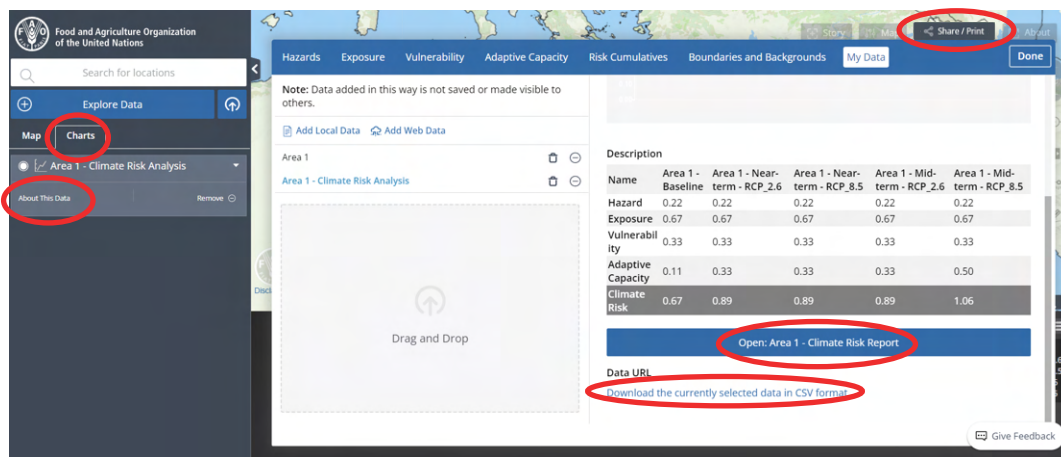 FAO
Food and Agriculture Organization
of the United Nations
Search for locations
Explore Data
Map
Charts
Area 1 - Climate Risk Analysis
About This Data
Remove
Story
Share / Print
About
Hazards Exposure Vulnerability Adaptive Capacity Risk Cumulatives Boundaries and Backgrounds My Data Done
Note: Data added in this way is not saved or made visible to
others.
Add Local Data Add Web Data
Area 1
Area 1 - Climate Risk Analysis
Drag and Drop
Description
Name Area 1 - Baseline Area 1 - Near-term - RCP_2.6 Area 1 - Near-term - RCP_8.5 Area 1 - Mid-term - RCP_2.6 Area 1 - Mid-term - RCP_8.5
Hazard 0.22 0.22 0.22 0.22 0.22
Exposure 0.67 0.67 0.67 0.67 0.67
Vulnerabil
ity 0.33 0.33 0.33 0.33 0.33
Adaptive
Capacity 0.11 0.33 0.33 0.33 0.50
Climate
Risk 0.67 0.89 0.89 0.89 1.06
Open: Area 1 - Climate Risk Report
Data URL
Download the currently selected data in CSV format
Give Feedback